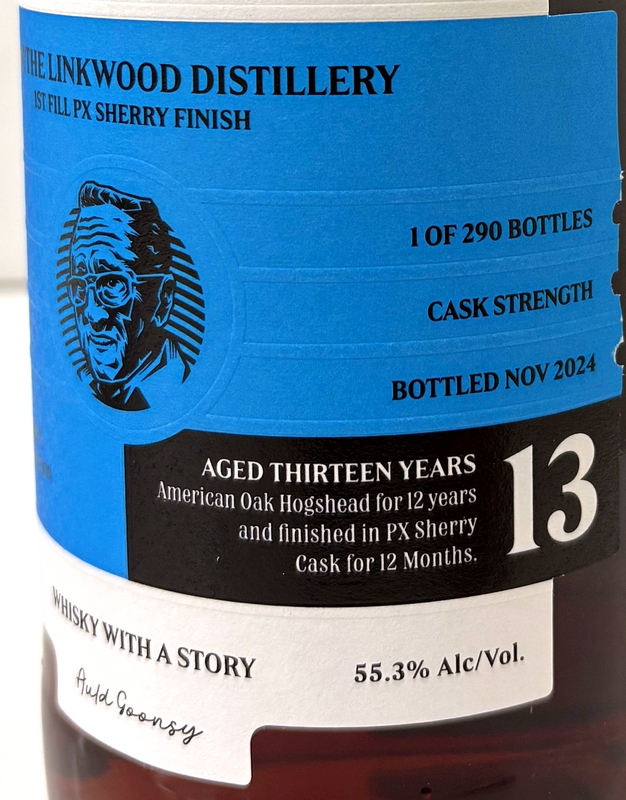 THE LINKWOOD DISTILLERY
1ST FILL PX SHERRY FINISH
1 OF 290 BOTTLES
CASK STRENGTH
BOTTLED NOV 2024
AGED THIRTEEN YEARS
American Oak Hogshead for 12 years
and finished in PX Sherry
Cask for 12 Months.
13
WHISKY WITH A STORY
Auld Goonsy
55.3% Alc/Vol.